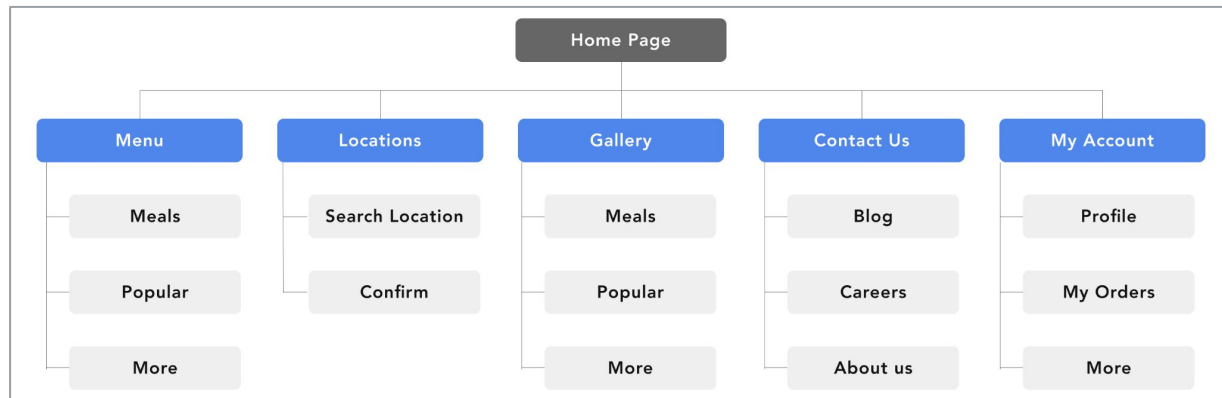 Home Page
Menu
Locations
Gallery
Contact Us
My Account
Meals
Search Location
Meals
Blog
Profile
Popular
Confirm
Popular
Careers
My Orders
More
More
About us
More